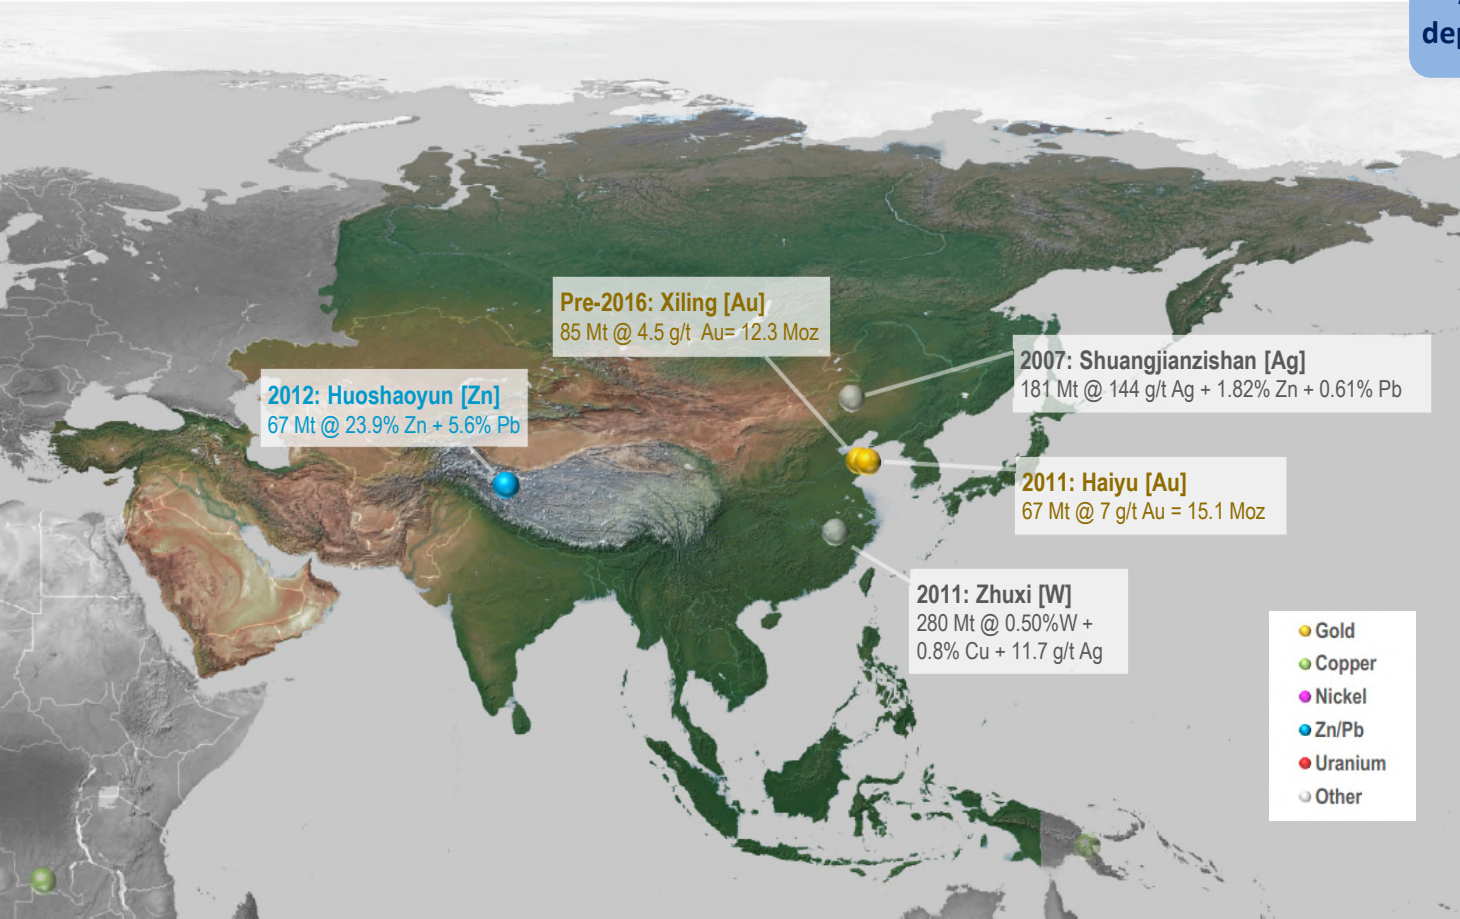 Pre-2016: Xiling [Au]
85 Mt @ 4.5 g/t Au= 12.3 Moz
2007: Shuangjianzishan [Ag]
181 Mt @ 144 g/t Ag + 1.82% Zn + 0.61% Pb
2012: Huoshaoyun [Zn]
67 Mt @ 23.9% Zn + 5.6% Pb
2011: Haiyu [Au]
67 Mt @ 7 g/t Au = 15.1 Moz
2011: Zhuxi [W]
280 Mt @ 0.50%W +
0.8% Cu + 11.7 g/t Ag
Gold
Copper
Nickel
Zn/Pb
Uranium
Other